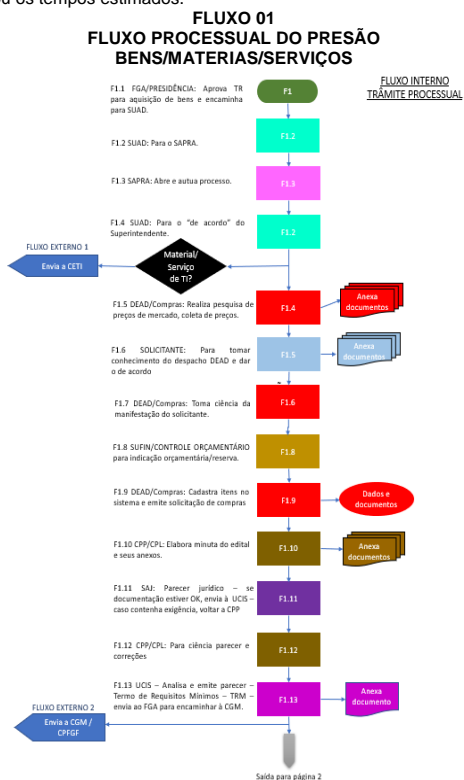 ou os tempos estimados.
FLUXO 01
FLUXO PROCESSUAL DO PRESÃO
BENS/MATERIAS/SERVIÇOS
FLUXO INTERNO
TRÂMITE PROCESSUAL
F1.1 FGA/PRESIDÊNCIA: Aprova TR
para aquisição de bens e encaminha
para SUAD.
F1
F1.2 SUAD: Para o SAPRA.
F1.2
F1.3 SAPRA: Abre e autua processo.
F1.3
F1.4 SUAD: Para o "de acordo" do
Superintendente.
F1.2
FLUXO EXTERNO 1
Envia a CETI
Material/
Serviço
de TI?
F1.5 DEAD/Compras: Realiza pesquisa de
preços de mercado, coleta de preços.
F1.4
Anexa
documentos
F1.6 SOLICITANTE: Para tomar
conhecimento do despacho DEAD e dar
o de acordo
F1.5
Anexa
documentos
F1.7 DEAD/Compras: Toma ciência da
manifestação do solicitante.
F1.6
F1.8 SUFIN/CONTROLE ORÇAMENTÁRIO
para indicação orçamentária/reserva.
F1.8
F1.9 DEAD/Compras: Cadastra itens no
sistema e emite solicitação de compras
F1.9
Dados e
documentos
F1.10 CPP/CPL: Elabora minuta do edital
e seus anexos.
F1.10
Anexa
documentos
F1.11 SAJ: Parecer jurídico – se
documentação estiver OK, envia à UCIS –
caso contenha exigência, voltar a CPP
F1.11
F1.12 CPP/CPL: Para ciência parecer e
correções
F1.12
F1.13 UCIS – Analisa e emite parecer –
Termo de Requisitos Mínimos – TRM –
envia ao FGA para encaminhar à CGM.
F1.13
Anexa
documento
FLUXO EXTERNO 2
Envia a CGM /
CPFGF
Saída para página 2